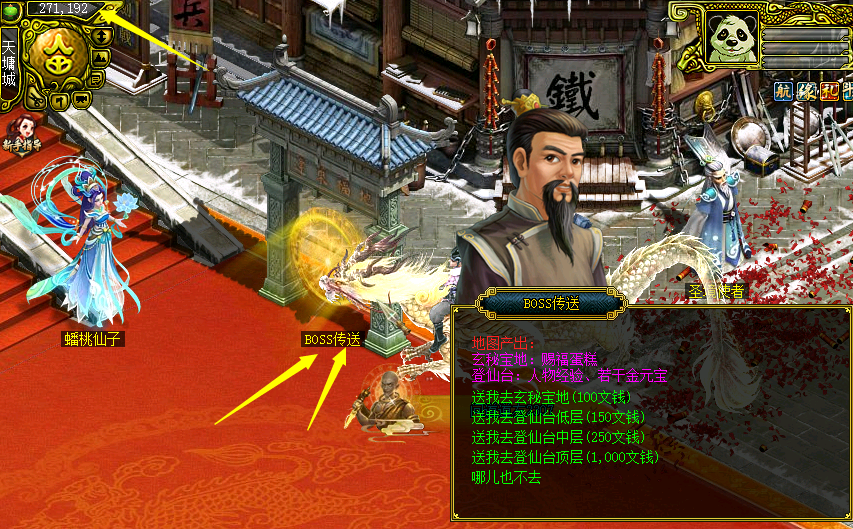 271,192
天墉城
兵
鐵
航 缘 孔
新手指导
蟠桃仙子
BOSS传送
使者
BOSS传送
地图产出:
玄秘宝地: 赐福蛋糕
登仙台: 人物经验、若干金元宝
送我去玄秘宝地(100文钱)
送我去登仙台低层(150文钱)
送我去登仙台中层(250文钱)
送我去登仙台顶层(1,000文钱)
哪儿也不去